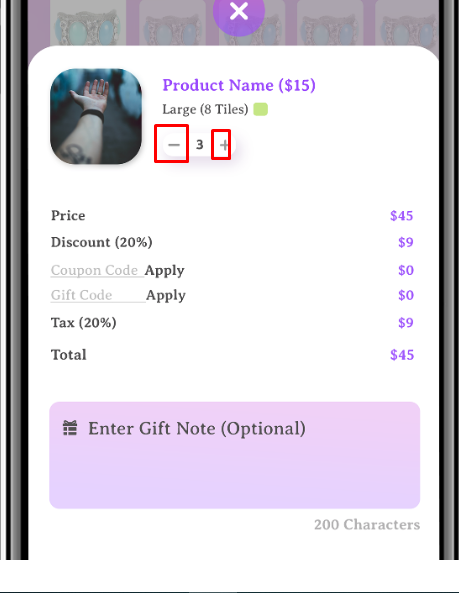 Product Name ($15)
Large (8 Tiles)
− 3 +
Price $45
Discount (20%) $9
Coupon Code Apply $0
Gift Code Apply $0
Tax (20%) $9
Total $45
Enter Gift Note (Optional)
200 Characters